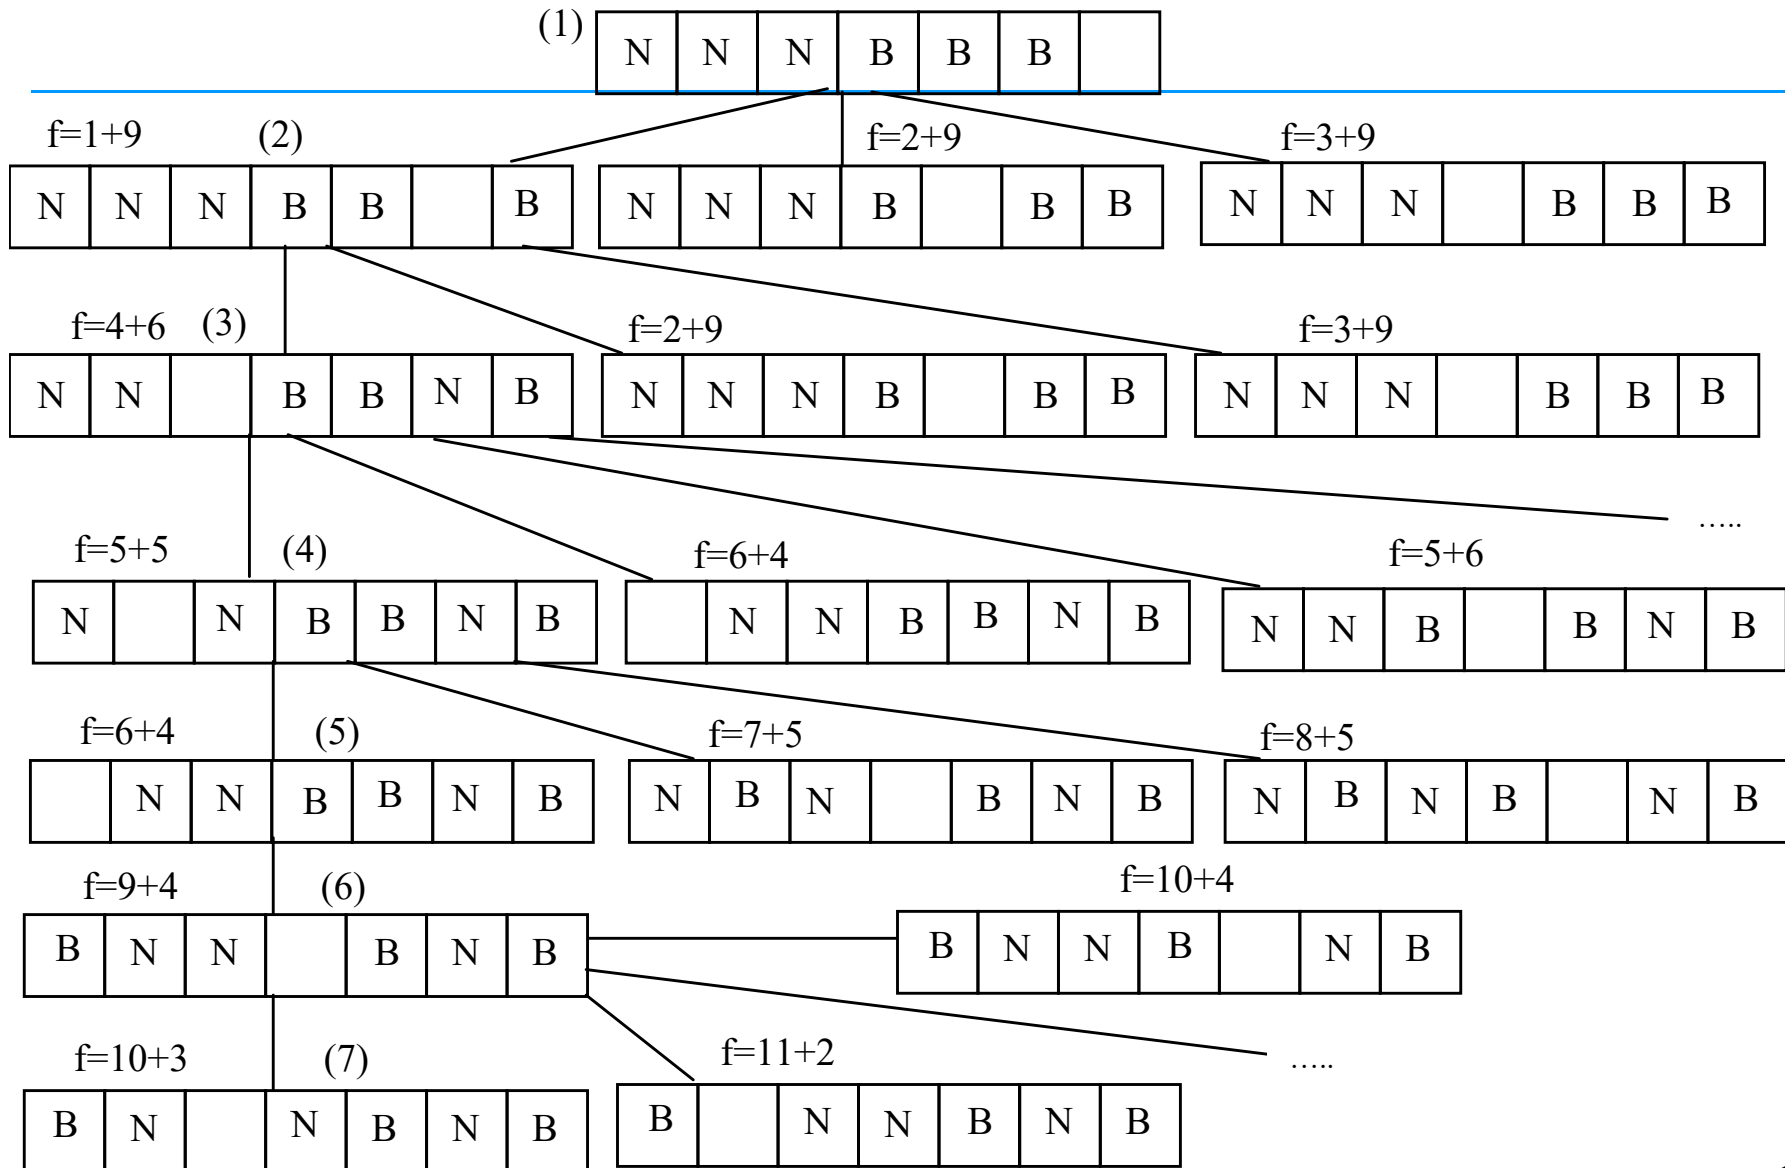 (1)
N N N B B B
f=1+9 (2) f=2+9 f=3+9
N N N B B B N N N B B B N N N B B B
f=4+6 (3) f=2+9 f=3+9
N N B B N B N N N B B B N N N B B B
.....
f=5+5 (4) f=6+4 f=5+6
N N B B N B N N B B N B N N B B N B
f=6+4 (5) f=7+5 f=8+5
N N B B N B N B N B N B N B N B N B
f=9+4 (6) f=10+4
B N N B N B B N N B N B
f=10+3 (7) f=11+2 .....
B N N B N B B N N B N B